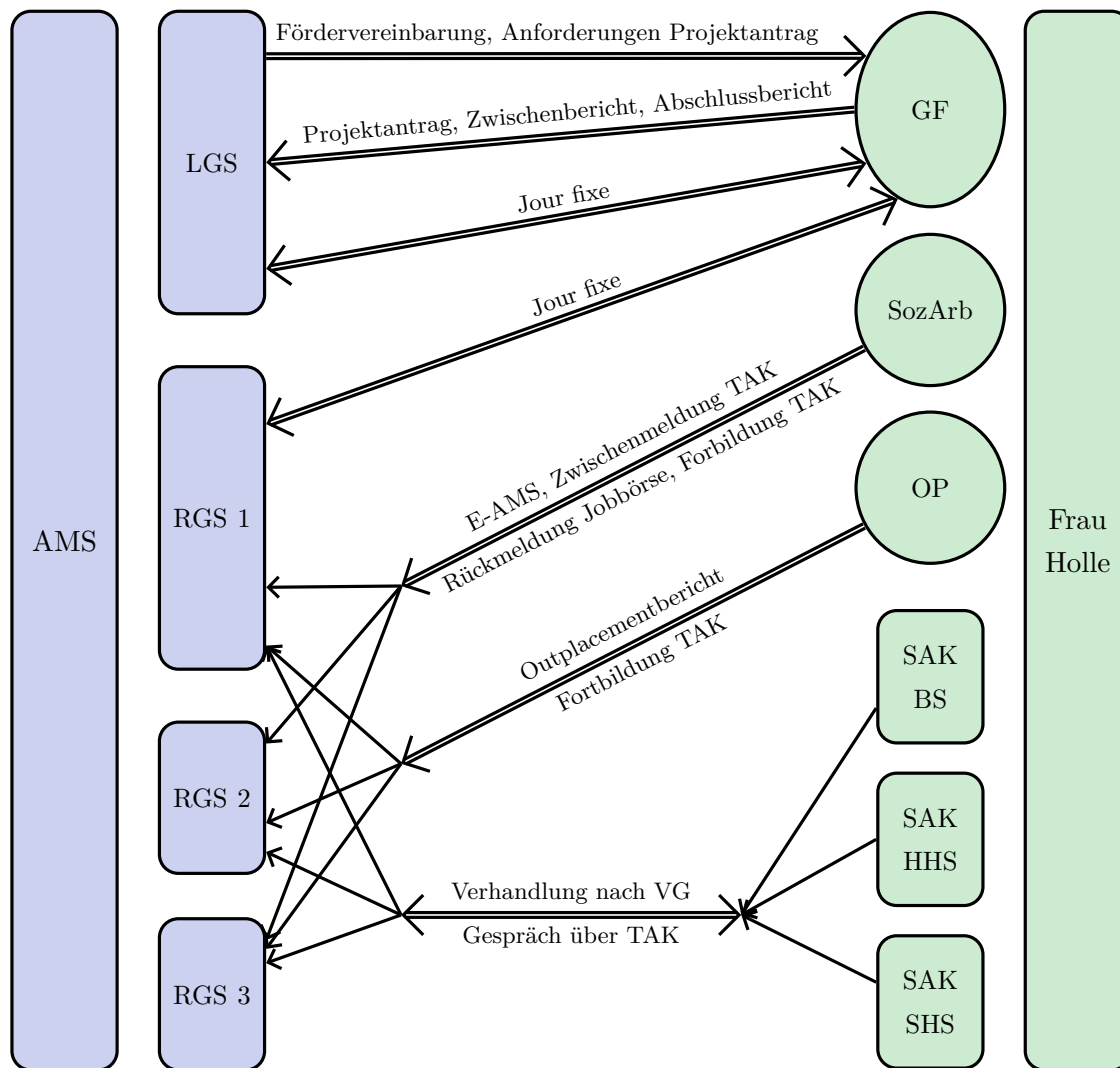 Fördervereinbarung, Anforderungen Projektantrag
GF
Projektantrag, Zwischenbericht, Abschlussbericht
LGS
Jour fixe
Jour fixe
SozArb
E-AMS, Zwischenmeldung TAK
Rückmeldung Jobbörse, Forbildung TAK
OP
RGS 1
AMS
Frau
Holle
Outplacementbericht
Fortbildung TAK
SAK
BS
RGS 2
SAK
HHS
Verhandlung nach VG
Gespräch über TAK
RGS 3
SAK
SHS